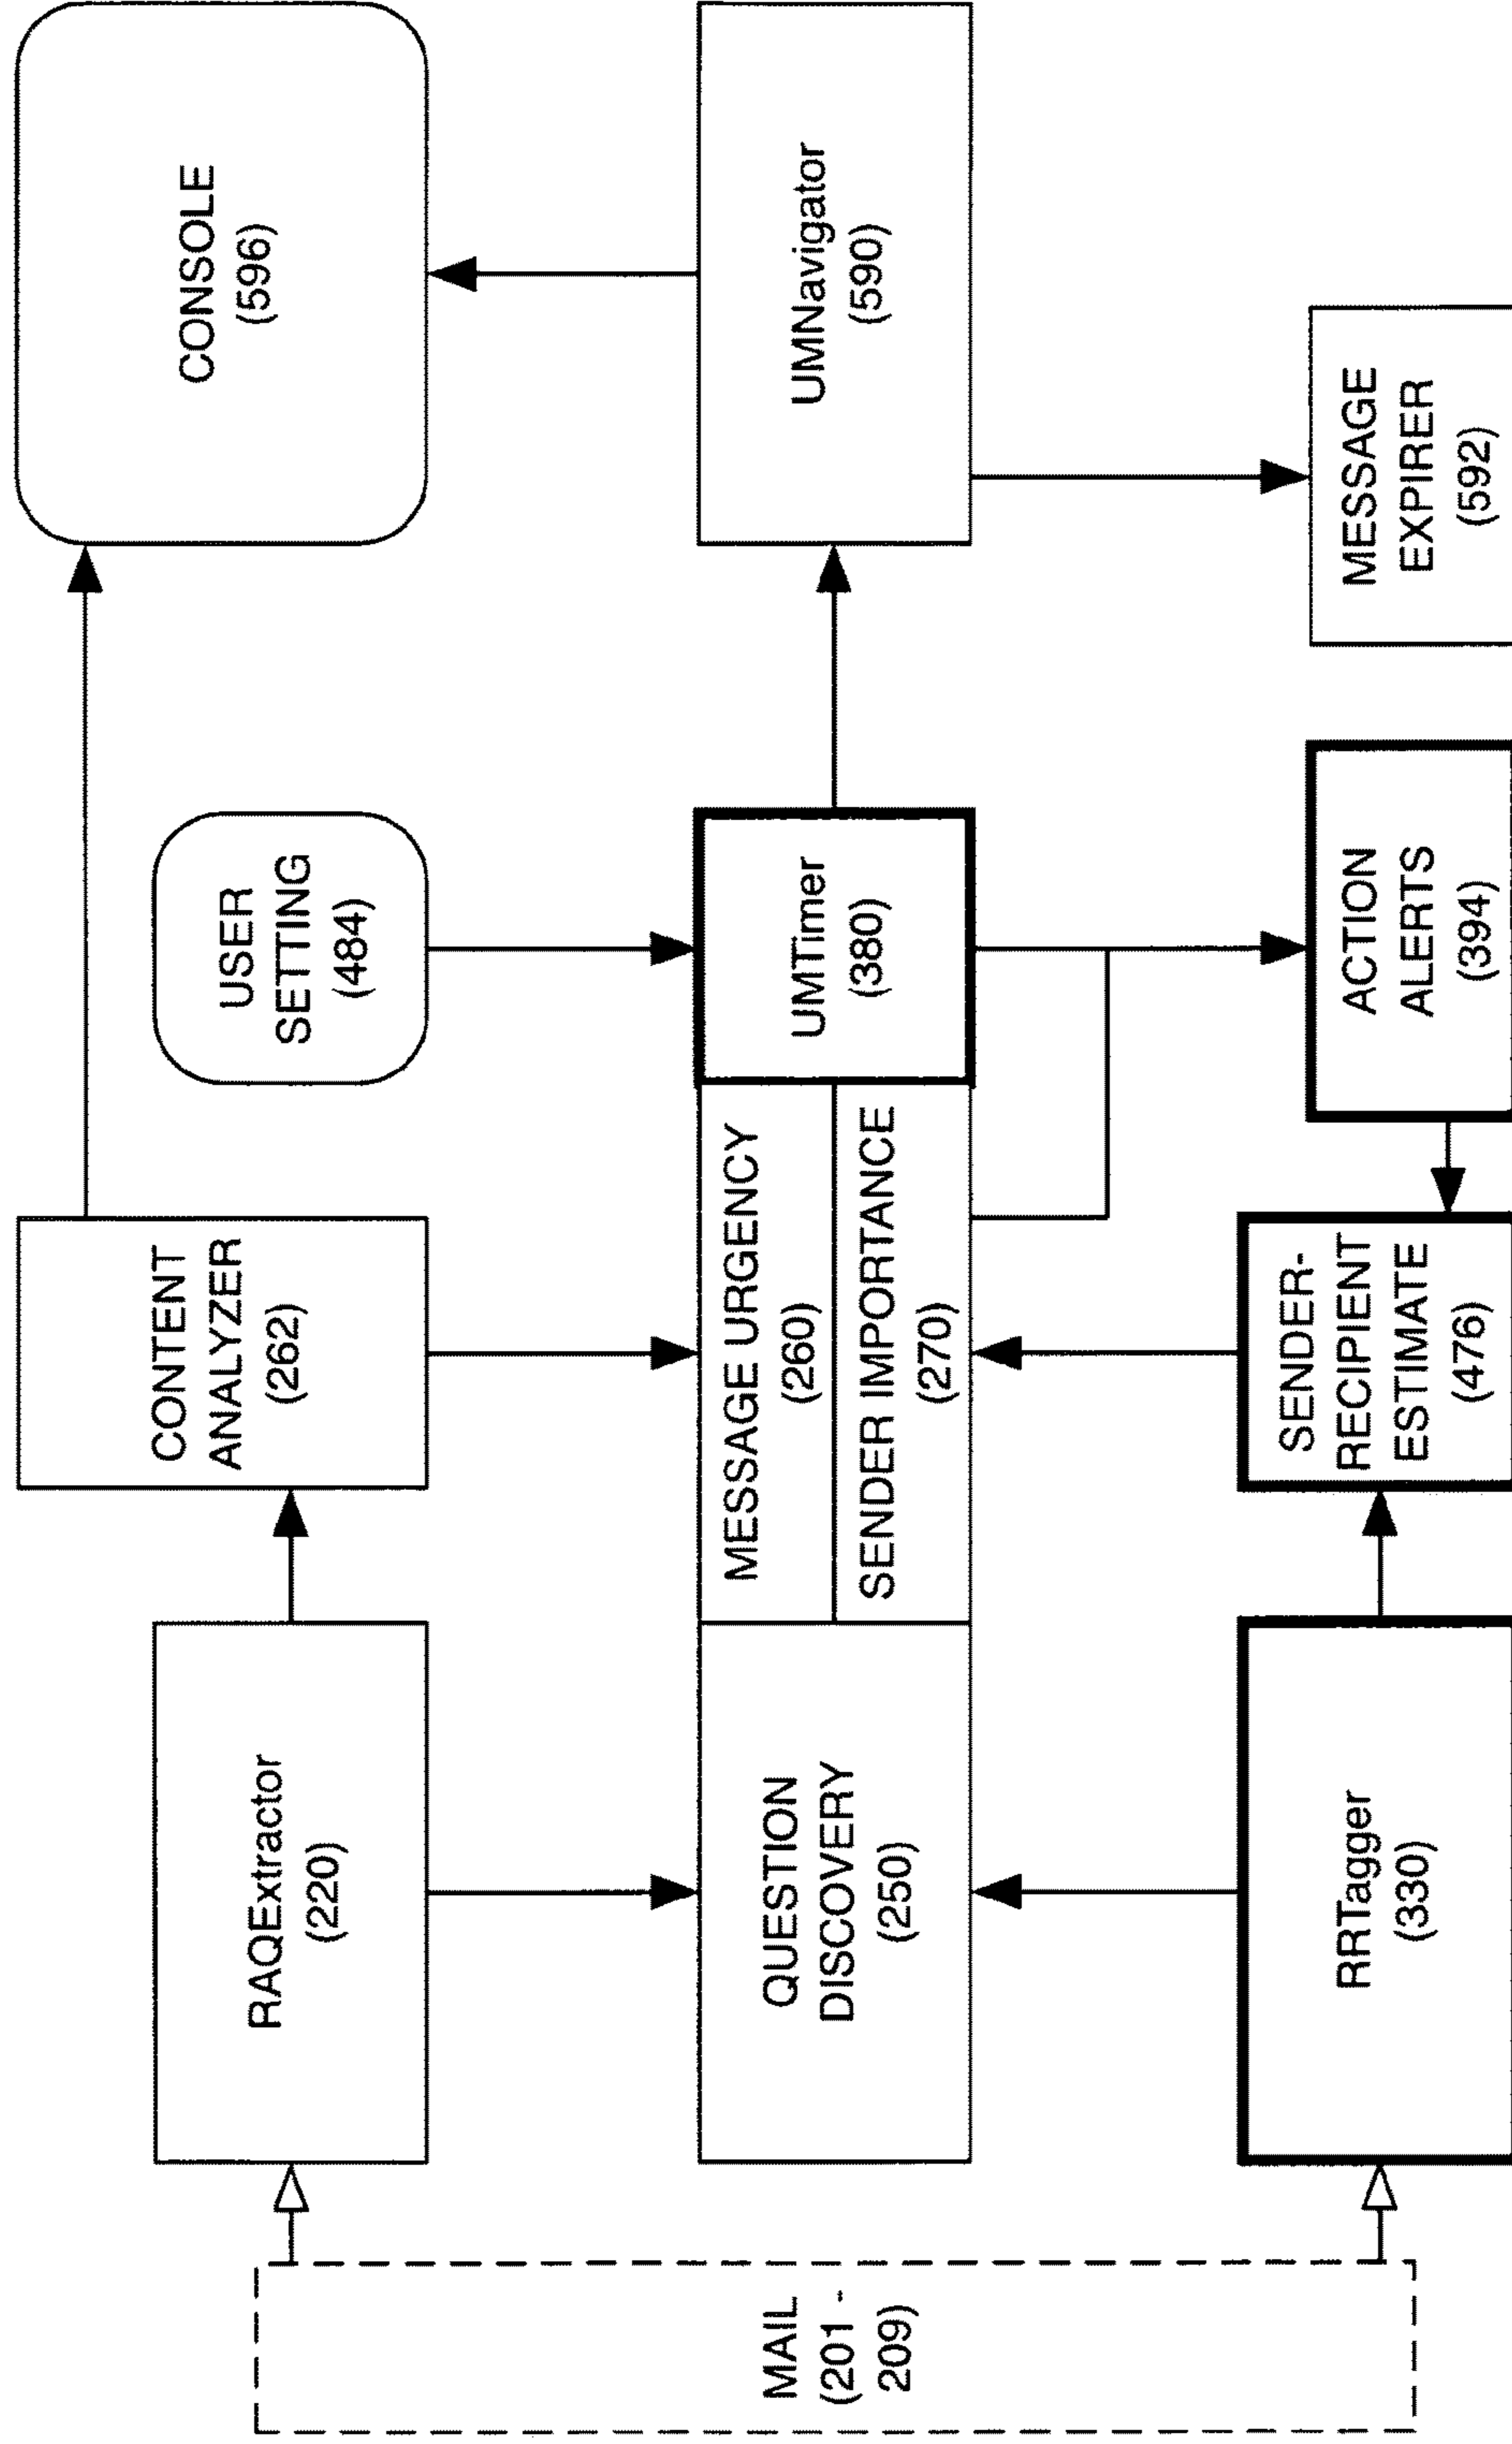 MAIL
(201 -
209)
RAQExtractor
(220)
CONTENT
ANALYZER
(262)
USER
SETTING
(484)
CONSOLE
(596)
QUESTION
DISCOVERY
(250)
MESSAGE URGENCY
(260)
SENDER IMPORTANCE
(270)
UMTimer
(380)
UMNavigator
(590)
RRTagger
(330)
SENDER-
RECIPIENT
ESTIMATE
(476)
ACTION
ALERTS
(394)
MESSAGE
EXPIRER
(592)